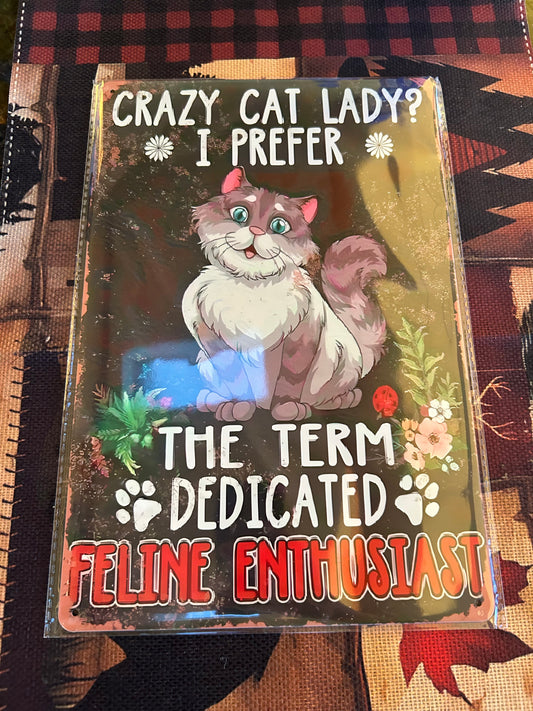 CRAZY CAT LADY?
I PREFER
THE TERM
DEDICATED
FELINE ENTHUSIAST